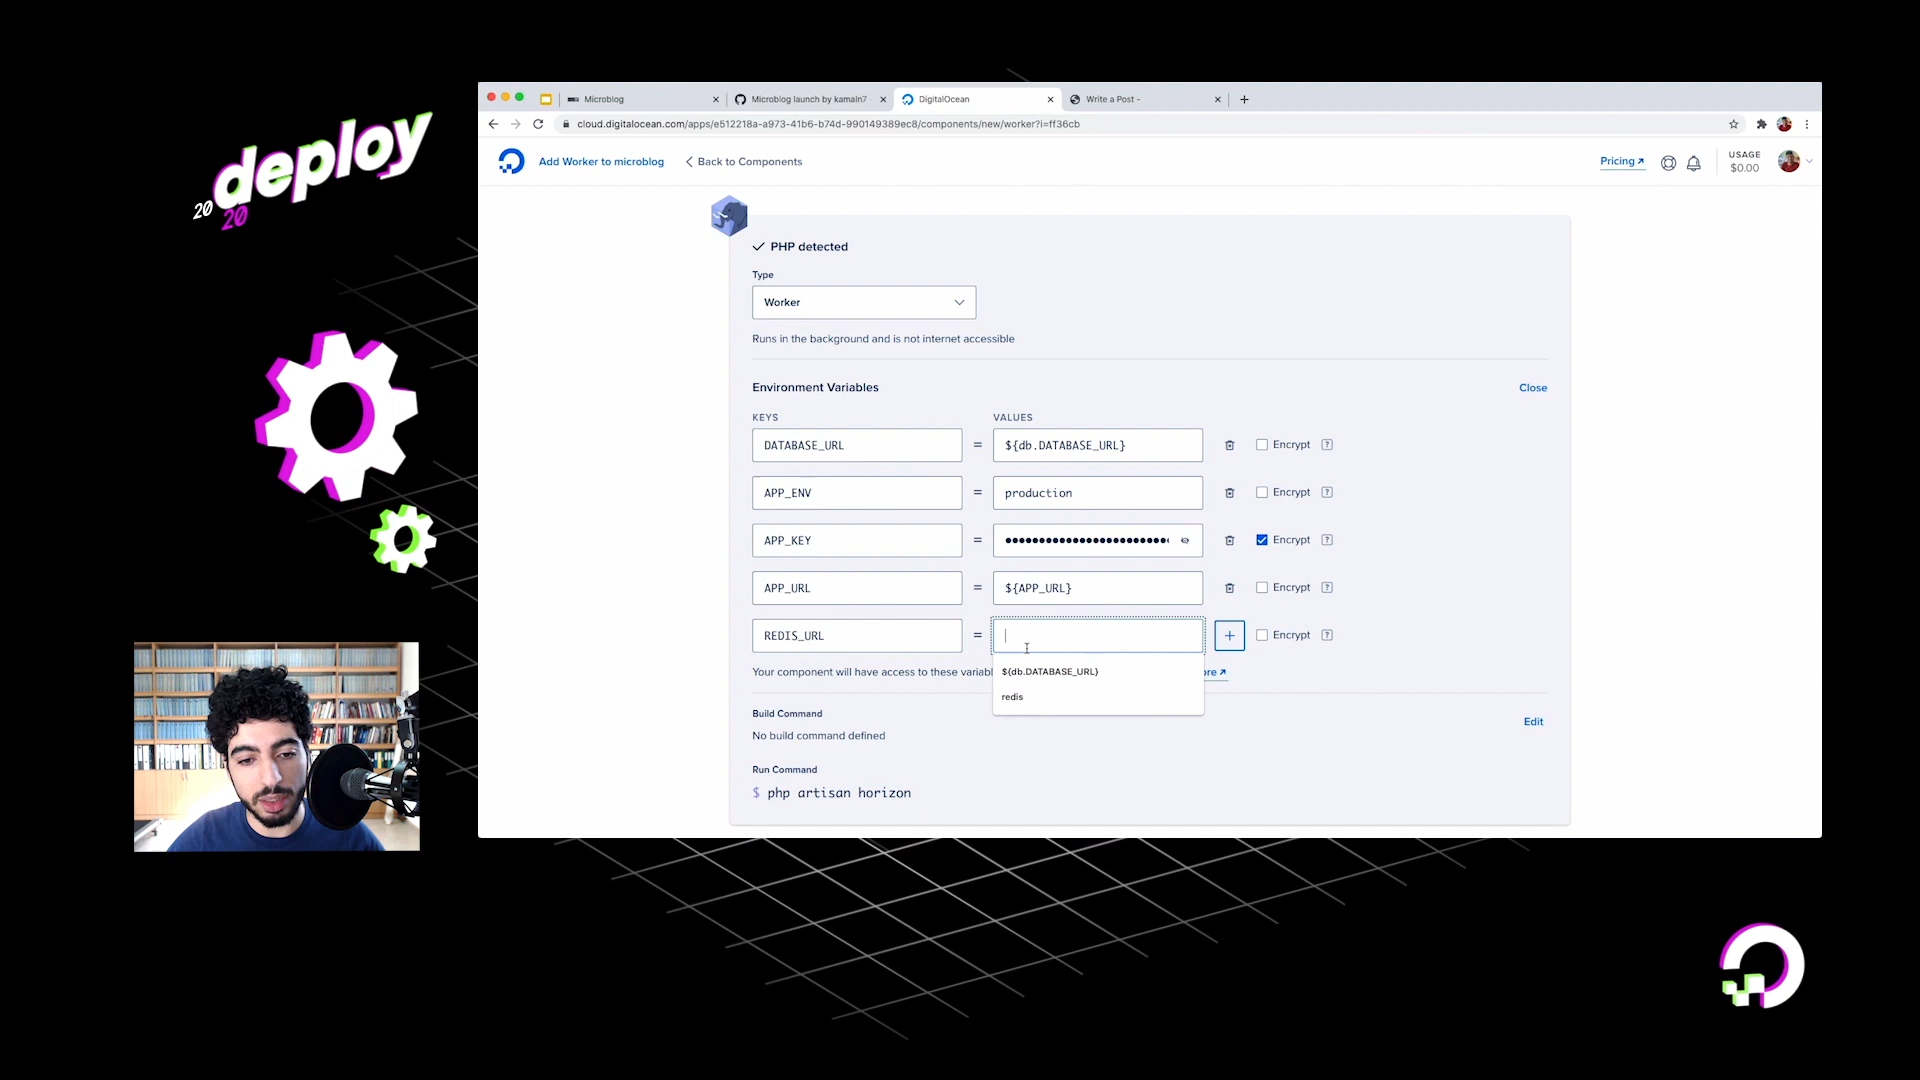 deploy
20
20
Microblog
Microblog launch by kamaln7
DigitalOcean
Write a Post -
cloud.digitalocean.com/apps/e512218a-a973-41b6-b74d-990149389ec8/components/new/worker?i=ff36cb
Add Worker to microblog
Back to Components
Pricing
USAGE
$0.00
PHP detected
Type
Worker
Runs in the background and is not internet accessible
Environment Variables
Close
KEYS
VALUES
DATABASE_URL = ${db.DATABASE_URL} Encrypt ?
APP_ENV = production Encrypt ?
APP_KEY = •••••••••••••••••••••••• Encrypt ?
APP_URL = ${APP_URL} Encrypt ?
REDIS_URL = + Encrypt ?
Your component will have access to these variabl
ore
${db.DATABASE_URL}
redis
Build Command
Edit
No build command defined
Run Command
$ php artisan horizon